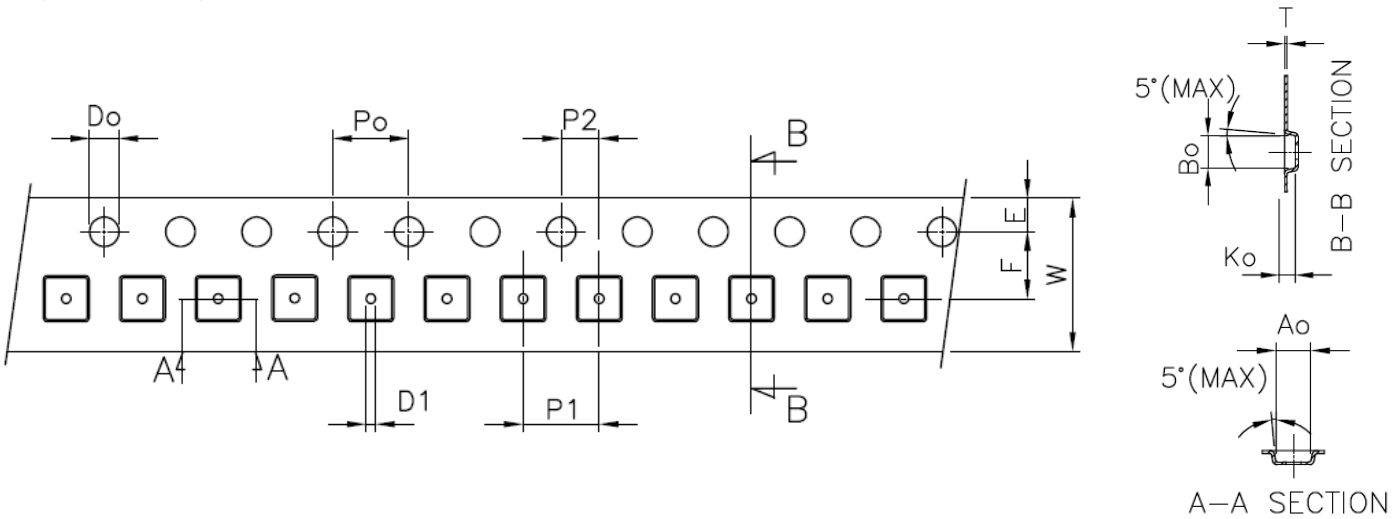 Do
Po
P2
B
E
F
W
A
A
D1
P1
B
T
5°(MAX)
Bo
Ko
B-B SECTION
Ao
5°(MAX)
A-A SECTION